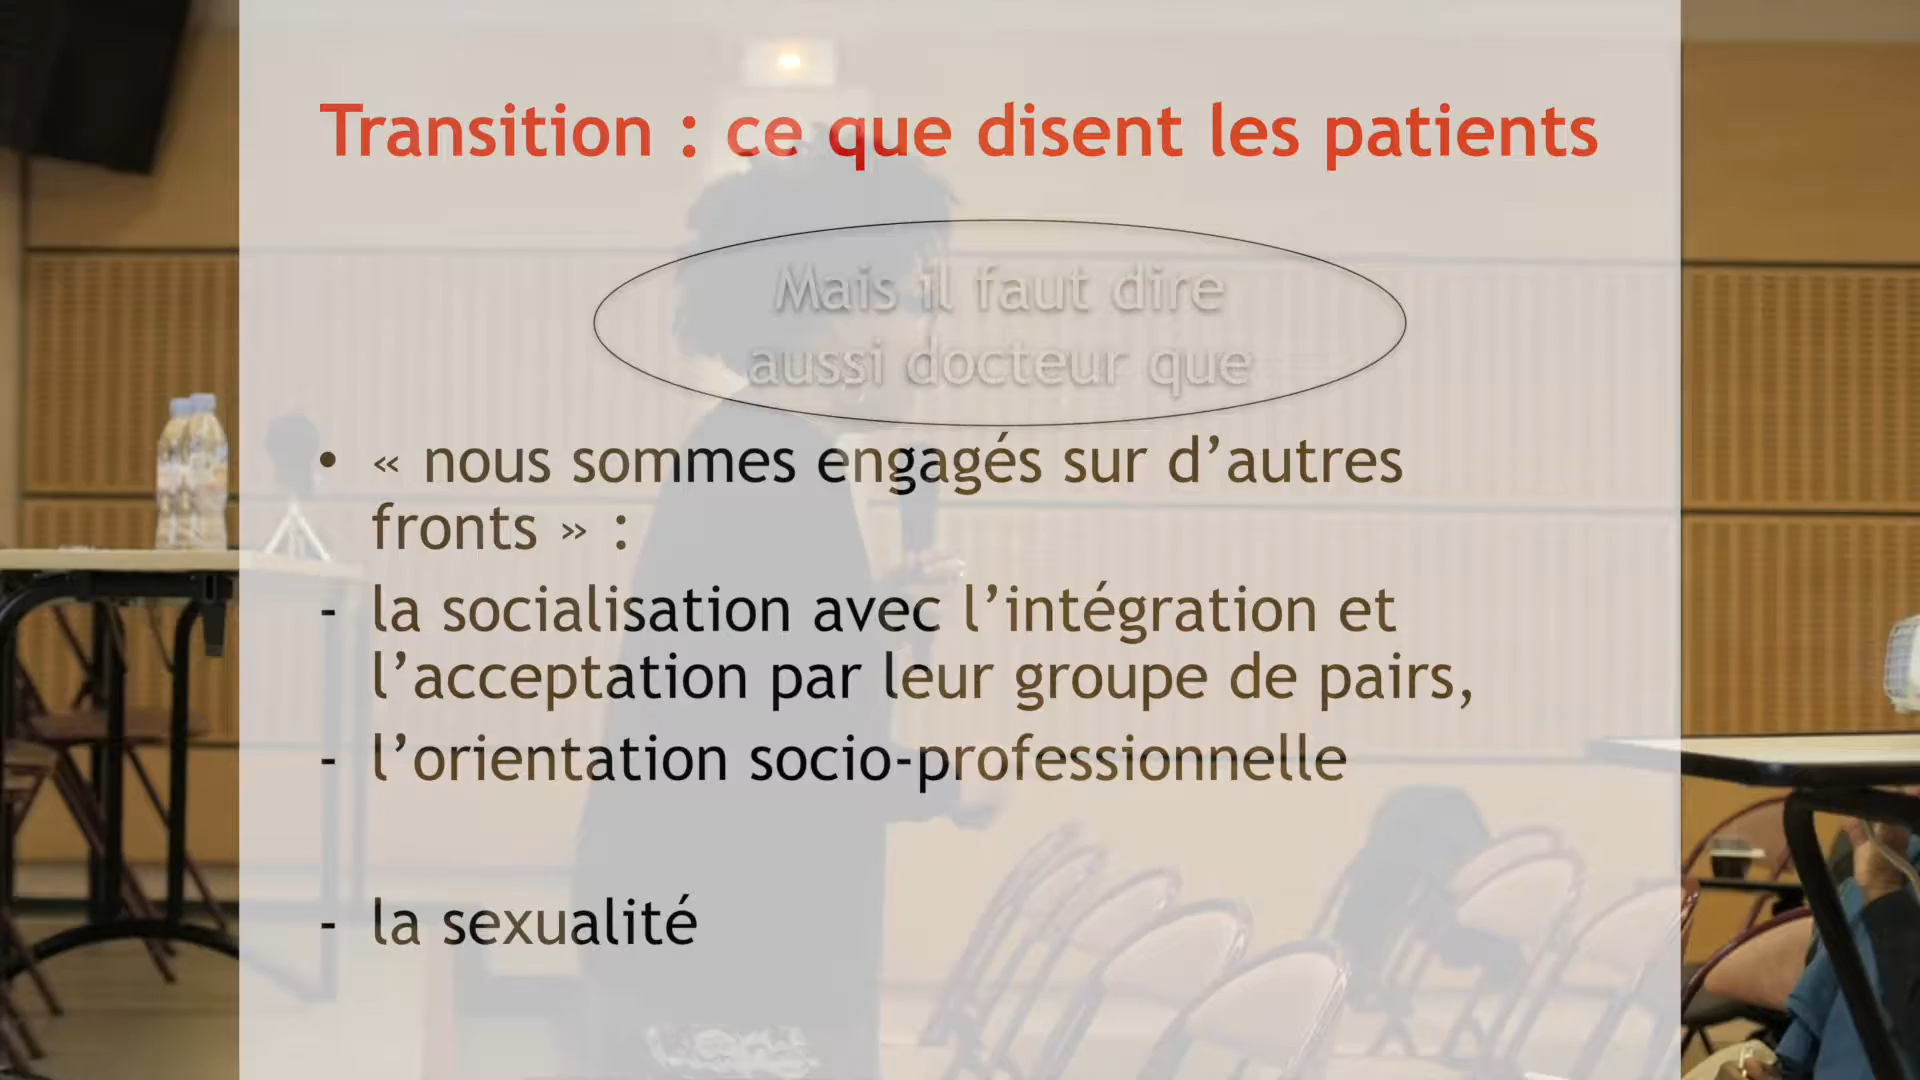 Transition : ce que disent les patients
Mais il faut dire
aussi docteur que
• « nous sommes engagés sur d’autres
fronts » :
- la socialisation avec l’intégration et
l’acceptation par leur groupe de pairs,
- l’orientation socio-professionnelle
- la sexualité